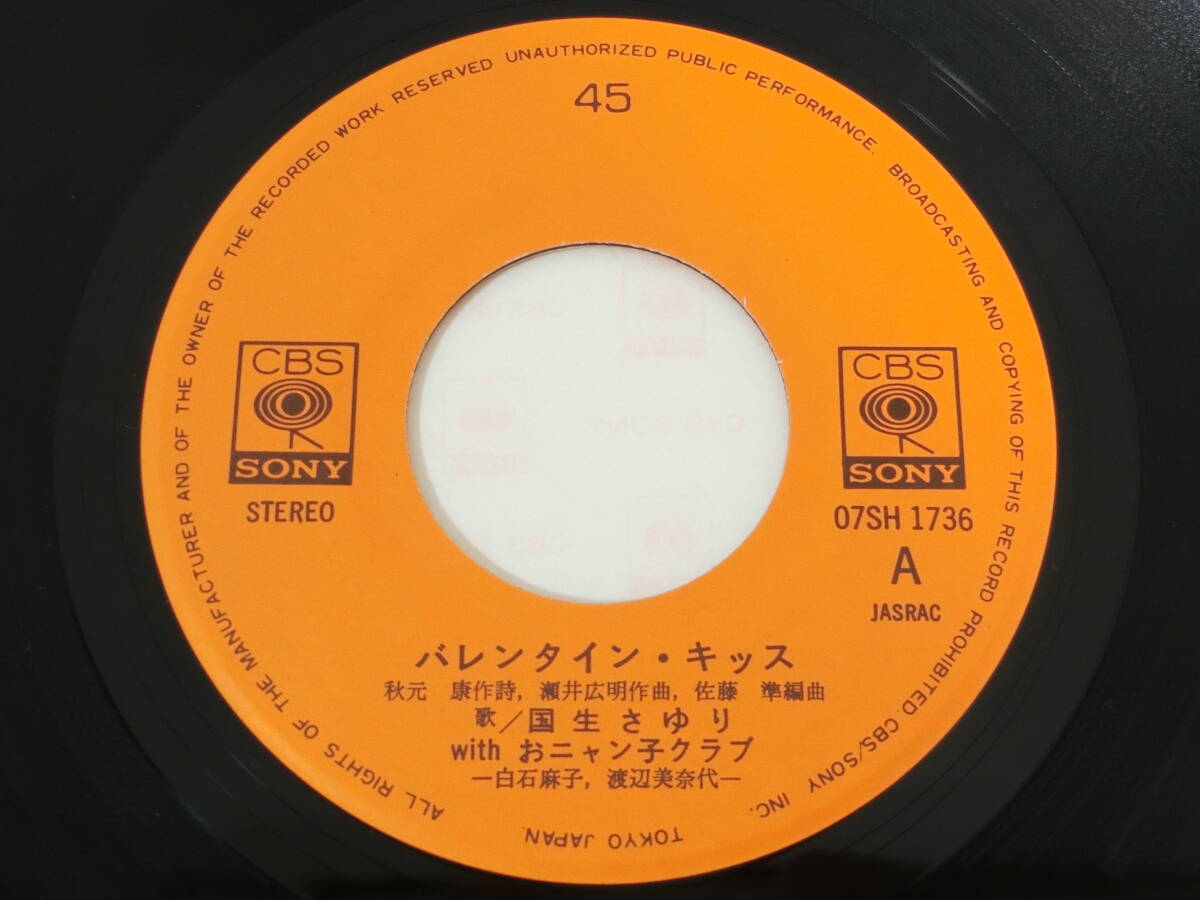 ALL RIGHTS OF THE MANUFACTURER AND OF THE OWNER OF THE RECORDED WORK RESERVED UNAUTHORIZED PUBLIC PERFORMANCE. BROADCASTING AND COPYING OF THIS RECORD PROHIBITED. CBS/SONY INC. TOKYO JAPAN.
45
CBS
SONY
STEREO
CBS
SONY
07SH 1736
A
JASRAC
バレンタイン・キッス
秋元 康作詩, 瀬井広明作曲, 佐藤 準編曲
歌/国生さゆり
with おニャン子クラブ
―白石麻子, 渡辺美奈代―